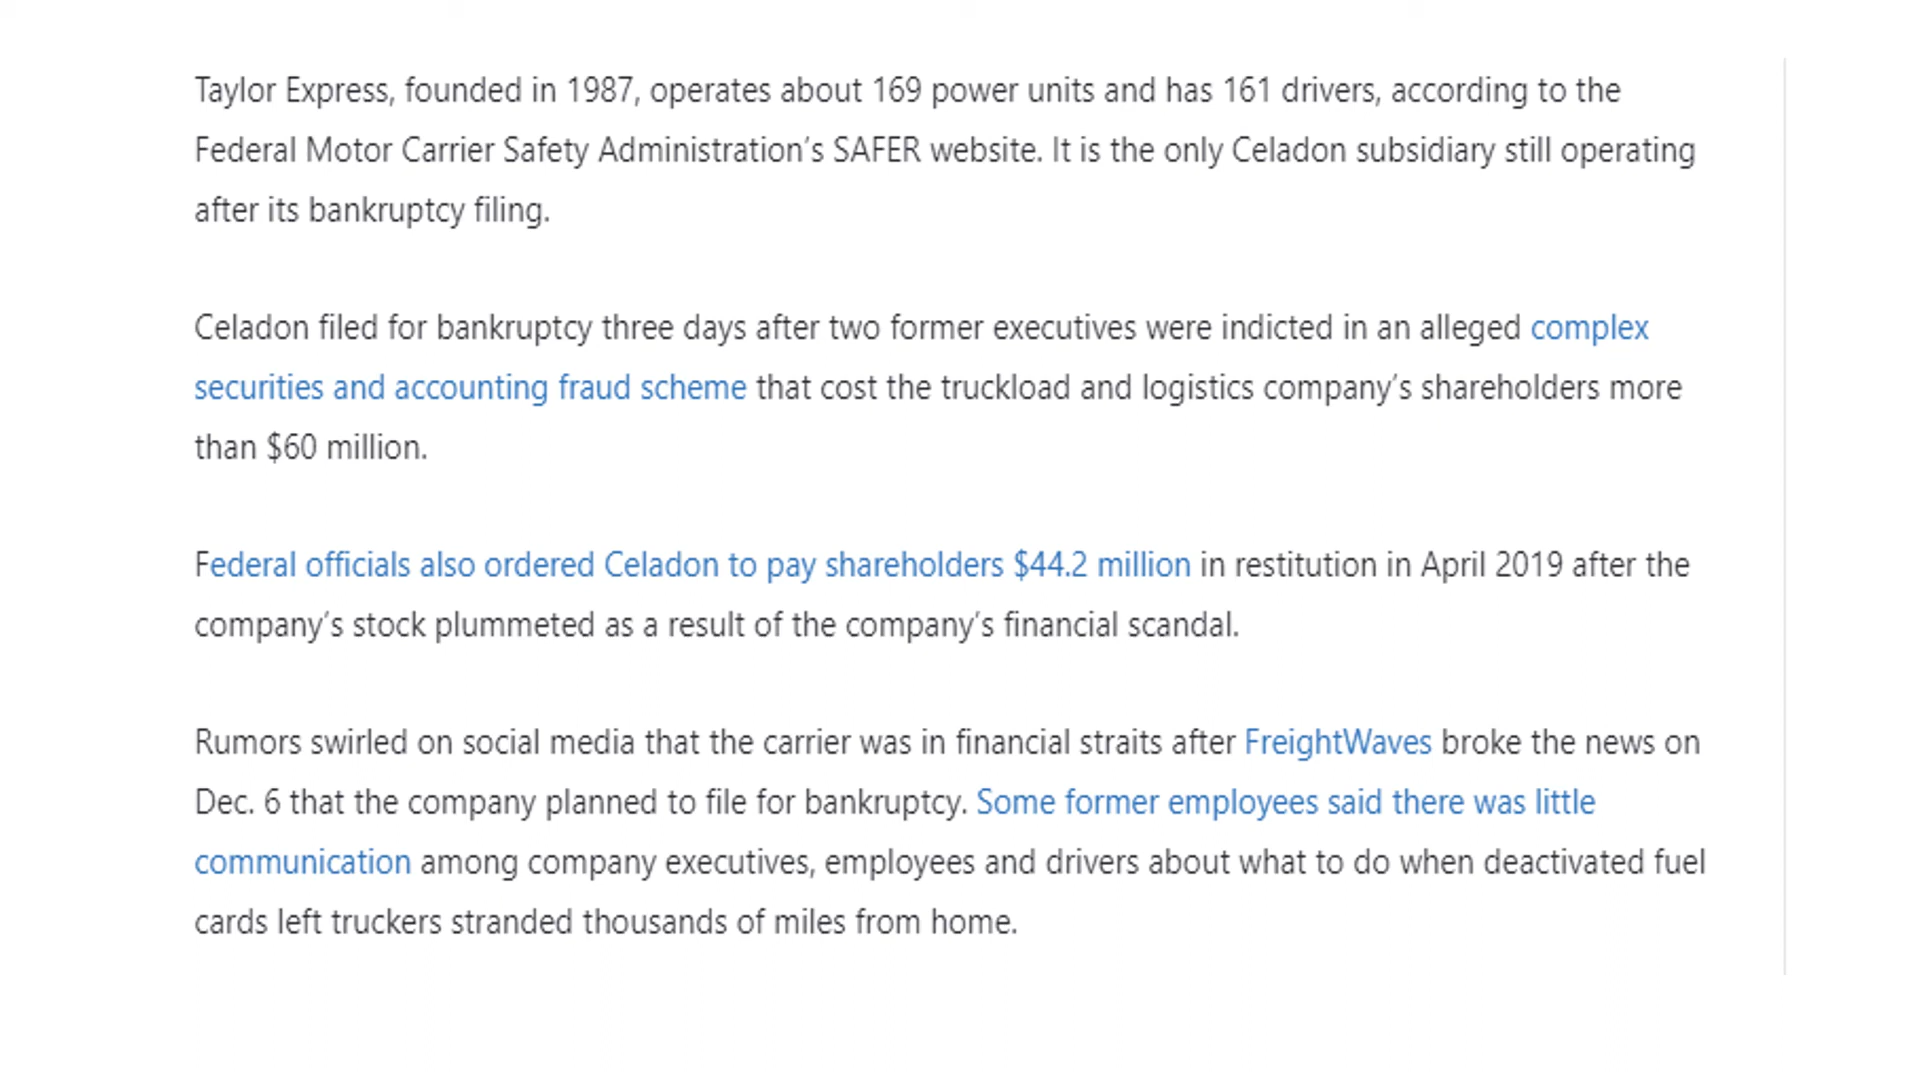 Taylor Express, founded in 1987, operates about 169 power units and has 161 drivers, according to the
Federal Motor Carrier Safety Administration’s SAFER website. It is the only Celadon subsidiary still operating
after its bankruptcy filing.
Celadon filed for bankruptcy three days after two former executives were indicted in an alleged complex
securities and accounting fraud scheme that cost the truckload and logistics company’s shareholders more
than $60 million.
Federal officials also ordered Celadon to pay shareholders $44.2 million in restitution in April 2019 after the
company’s stock plummeted as a result of the company’s financial scandal.
Rumors swirled on social media that the carrier was in financial straits after FreightWaves broke the news on
Dec. 6 that the company planned to file for bankruptcy. Some former employees said there was little
communication among company executives, employees and drivers about what to do when deactivated fuel
cards left truckers stranded thousands of miles from home.